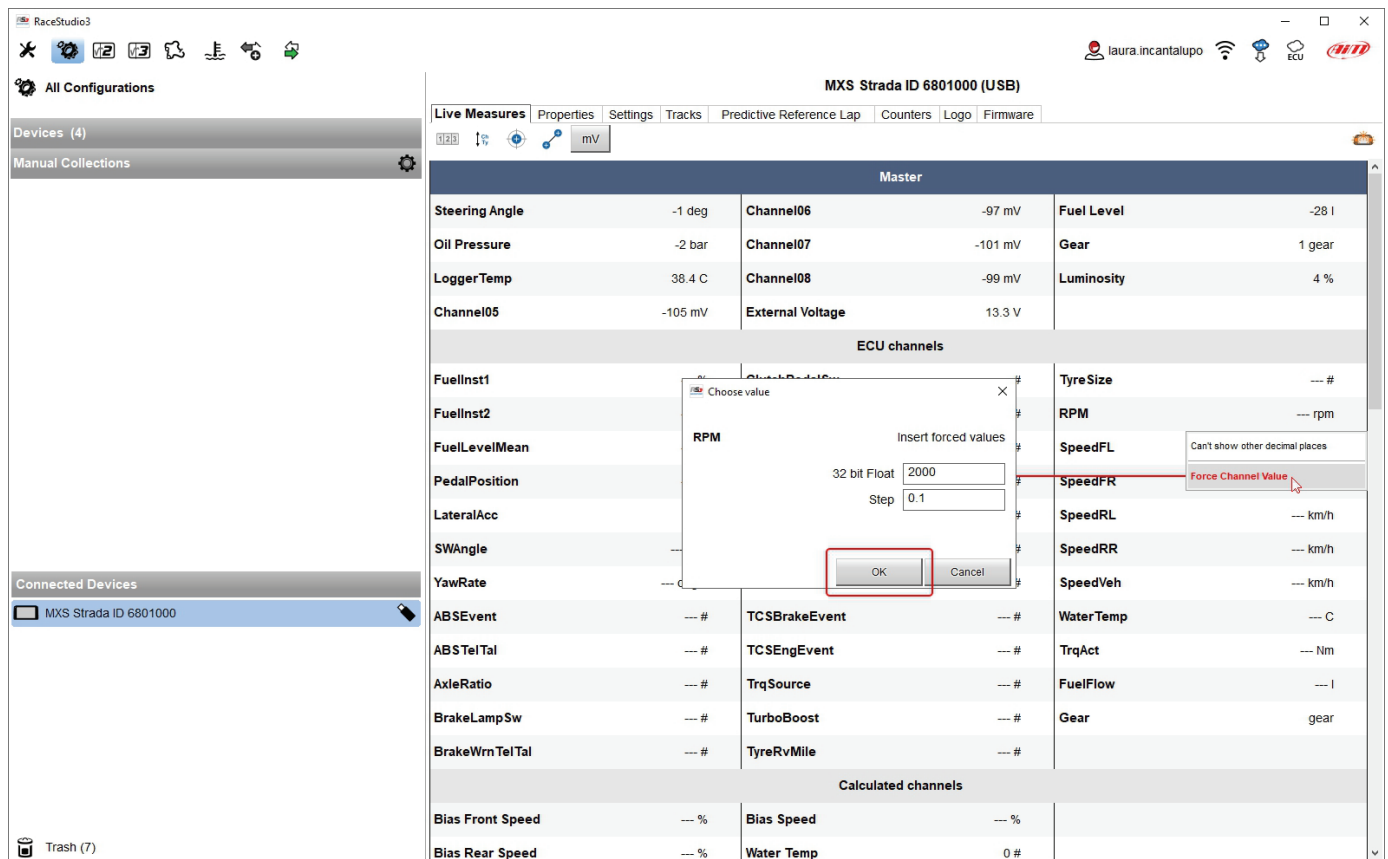 RaceStudio3
laura.incantalupo
ECU
AiM
All Configurations
MXS Strada ID 6801000 (USB)
Live Measures Properties Settings Tracks Predictive Reference Lap Counters Logo Firmware
mV
Devices (4)
Manual Collections
Master
Steering Angle -1 deg Channel06 -97 mV Fuel Level -28 l
Oil Pressure -2 bar Channel07 -101 mV Gear 1 gear
LoggerTemp 38.4 C Channel08 -99 mV Luminosity 4 %
Channel05 -105 mV External Voltage 13.3 V
ECU channels
FuelInst1 TyreSize --- #
FuelInst2 # RPM --- rpm
FuelLevelMean # SpeedFL
PedalPosition SpeedFR
LateralAcc # SpeedRL --- km/h
SWAngle --- # SpeedRR --- km/h
YawRate --- # SpeedVeh --- km/h
Choose value
RPM Insert forced values
32 bit Float 2000
Step 0.1
OK Cancel
Can't show other decimal places
Force Channel Value
ABSEvent --- # TCSBrakeEvent --- # WaterTemp --- C
ABSTelTal --- # TCSEngEvent --- # TrqAct --- Nm
AxleRatio --- # TrqSource --- # FuelFlow --- l
BrakeLampSw --- # TurboBoost --- # Gear gear
BrakeWrnTelTal --- # TyreRvMile --- #
Calculated channels
Bias Front Speed --- % Bias Speed --- %
Bias Rear Speed --- % Water Temp 0 #
Connected Devices
MXS Strada ID 6801000
Trash (7)